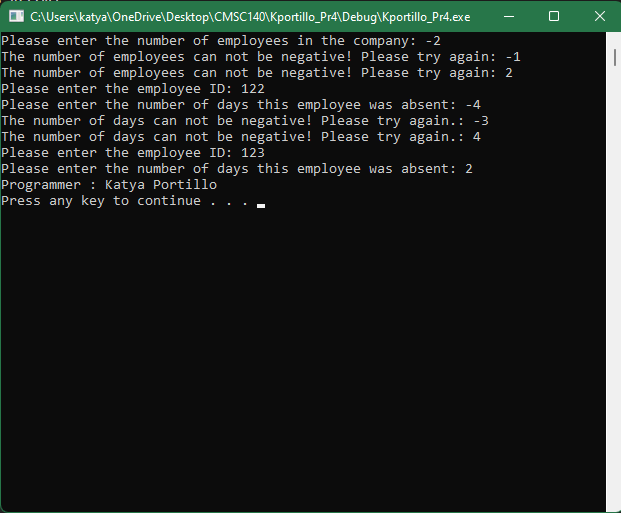 C:\Users\katya\OneDrive\Desktop\CMSC140\Kportillo_Pr4\Debug\Kportillo_Pr4.exe
Please enter the number of employees in the company: -2
The number of employees can not be negative! Please try again: -1
The number of employees can not be negative! Please try again: 2
Please enter the employee ID: 122
Please enter the number of days this employee was absent: -4
The number of days can not be negative! Please try again.: -3
The number of days can not be negative! Please try again.: 4
Please enter the employee ID: 123
Please enter the number of days this employee was absent: 2
Programmer : Katya Portillo
Press any key to continue . . .